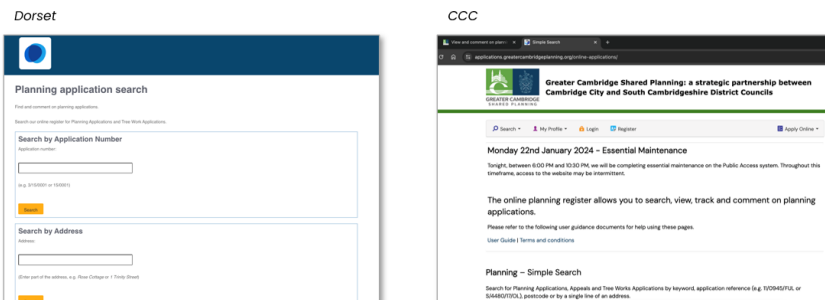 Dorset
Planning application search
Find and comment on planning applications.
Search our online register for Planning Applications and Tree Work Applications.
Search by Application Number
Application number:
Search
Search by Address
Address:
(Enter part of the address, e.g. Rose Cottage or 1 Trinity Street)
CCC
View and comment on plann
Simple Search
applications.greatercambridgeplanning.org/online-applications/
GREATER CAMBRIDGE
SHARED PLANNING
Greater Cambridge Shared Planning: a strategic partnership between
Cambridge City and South Cambridgeshire District Councils
Search
My Profile
Login
Register
Apply Online
Monday 22nd January 2024 - Essential Maintenance
Tonight, between 6:00 PM and 10:30 PM, we will be completing essential maintenance on the Public Access system. Throughout this
timeframe, access to the website may be intermittent.
The online planning register allows you to search, view, track and comment on planning
applications.
Please refer to the following user guidance documents for help using these pages.
User Guide | Terms and conditions
Planning – Simple Search
Search for Planning Applications, Appeals and Tree Works Applications by keyword, application reference (e.g. 11/0945/FUL or
S/4480/17/OL), postcode or by a single line of an address.